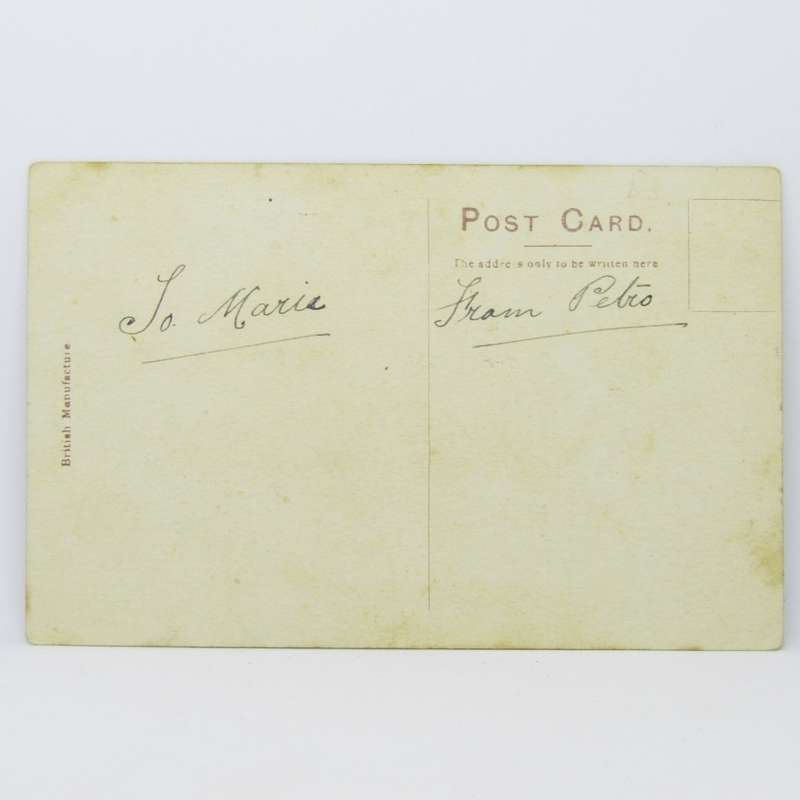 POST CARD.
The address only to be written here
To Maria
From Petro
British Manufacture